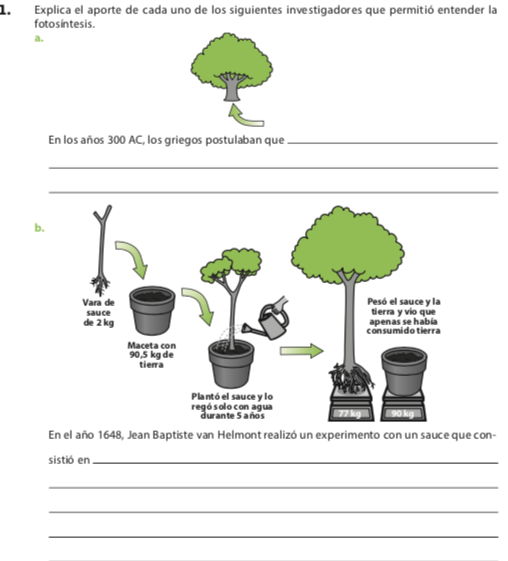 1. Explica el aporte de cada uno de los siguientes investigadores que permitió entender la
fotosíntesis.
a.
En los años 300 AC, los griegos postulaban que
b.
Vara de
sauce
de 2 kg
Maceta con
90,5 kg de
tierra
Plantó el sauce y lo
regó solo con agua
durante 5 años
Pesó el sauce y la
tierra y vio que
apenas se había
consumido tierra
77 kg
90 kg
En el año 1648, Jean Baptiste van Helmont realizó un experimento con un sauce que con-
sistió en